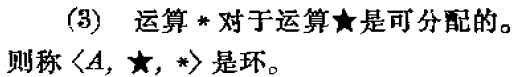 (3) 运算 * 对于运算★是可分配的。
则称〈A, ★, *〉是环。